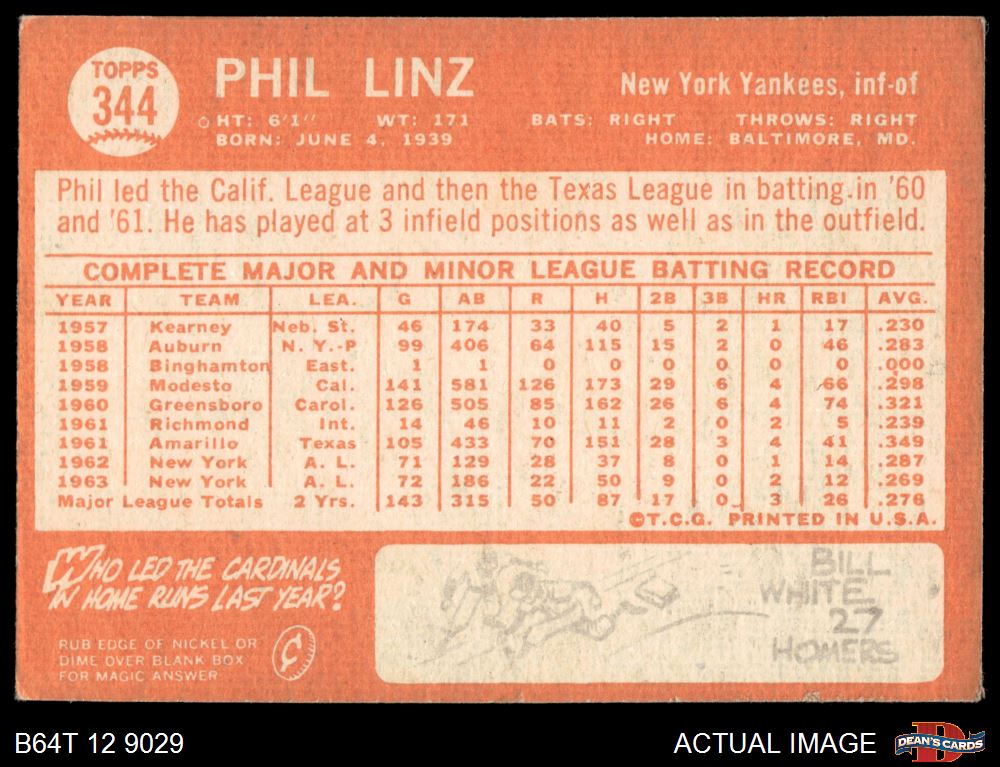 TOPPS
344
PHIL LINZ
New York Yankees, inf-of
HT: 6'1" WT: 171 BATS: RIGHT THROWS: RIGHT
BORN: JUNE 4, 1939 HOME: BALTIMORE, MD.
Phil led the Calif. League and then the Texas League in batting in '60
and '61. He has played at 3 infield positions as well as in the outfield.
COMPLETE MAJOR AND MINOR LEAGUE BATTING RECORD
YEAR TEAM LEA. G AB R H 2B 3B HR RBI AVG.
1957 Kearney Neb. St. 46 174 33 40 5 2 1 17 .230
1958 Auburn N. Y.-P 99 406 64 115 15 2 0 46 .283
1958 Binghamton East. 1 1 0 0 0 0 0 0 .000
1959 Modesto Cal. 141 581 126 173 29 6 4 66 .298
1960 Greensboro Carol. 126 505 85 162 26 6 4 74 .321
1961 Richmond Int. 14 46 10 11 2 0 2 5 .239
1961 Amarillo Texas 105 433 70 151 28 3 4 41 .349
1962 New York A. L. 71 129 28 37 8 0 1 14 .287
1963 New York A. L. 72 186 22 50 9 0 2 12 .269
Major League Totals 2 Yrs. 143 315 50 87 17 0 3 26 .276
©T.C.G. PRINTED IN U.S.A.
WHO LED THE CARDINALS
IN HOME RUNS LAST YEAR?
RUB EDGE OF NICKEL OR
DIME OVER BLANK BOX
FOR MAGIC ANSWER
¢
BILL
WHITE
27
HOMERS
B64T 12 9029
ACTUAL IMAGE
DEAN'S CARDS